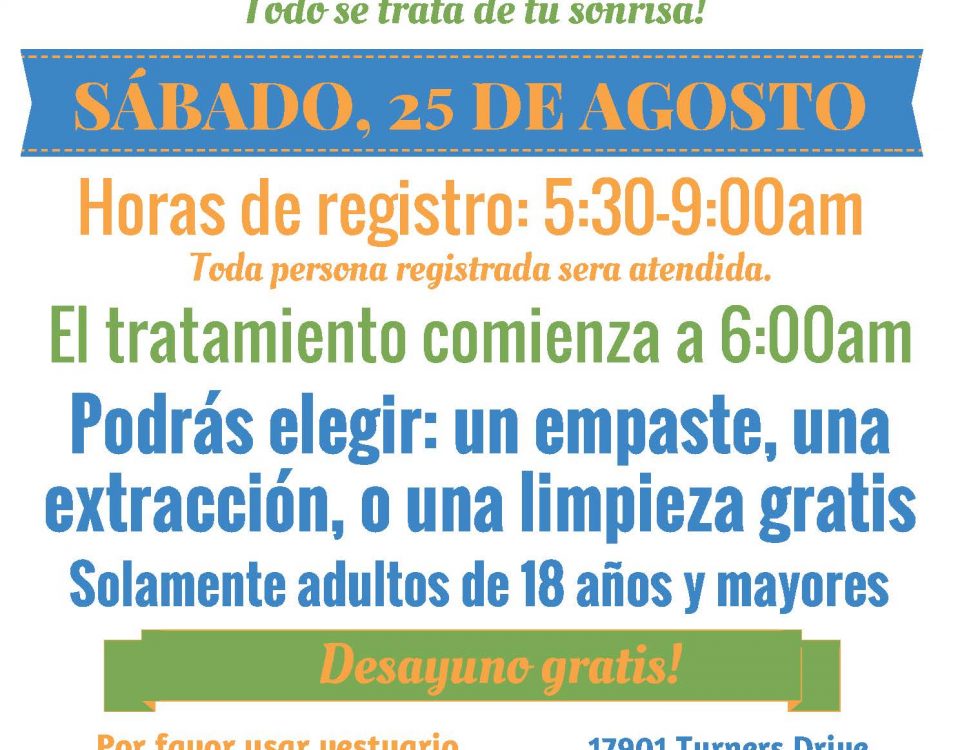 Todo se trata de tu sonrisa!
SÁBADO, 25 DE AGOSTO
Horas de registro: 5:30-9:00am
Toda persona registrada sera atendida.
El tratamiento comienza a 6:00am
Podrás elegir: un empaste, una
extracción, o una limpieza gratis
Solamente adultos de 18 años y mayores
Desayuno gratis!
Por favor usar vestuario
17901 Turners Drive